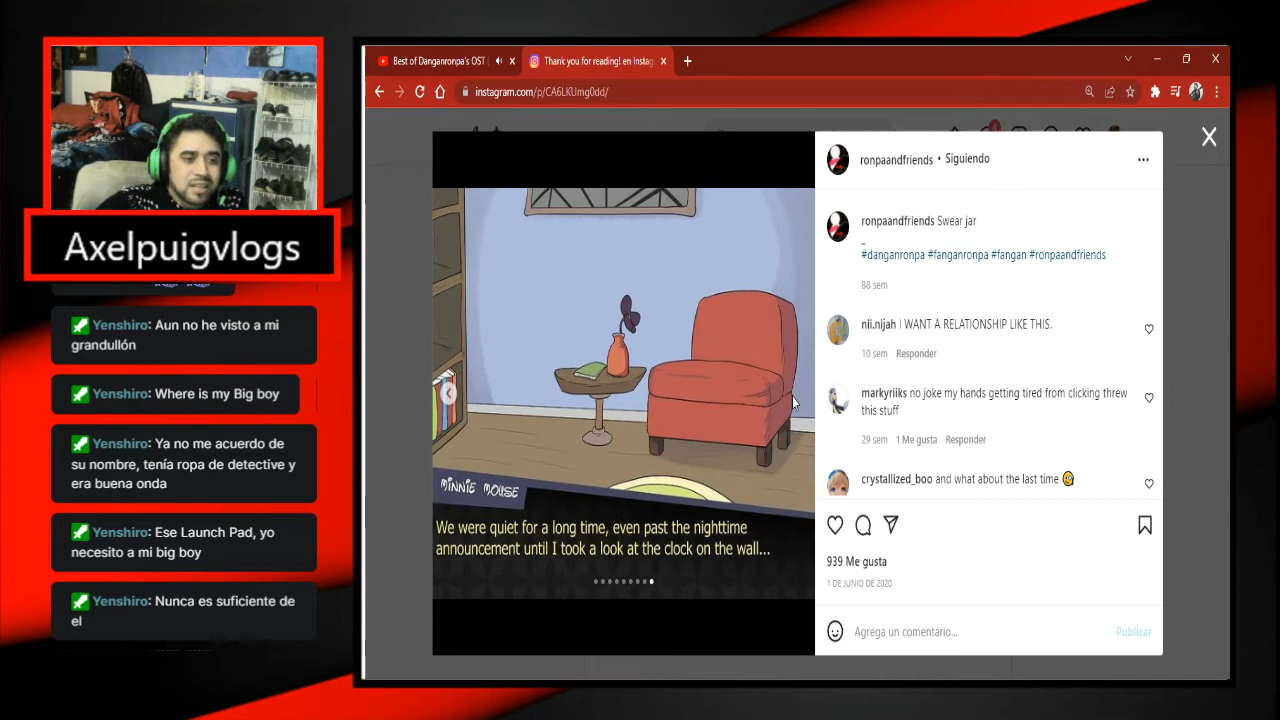 Axelpuigvlogs
Yenshiro: Aun no he visto a mi
grandullón
Yenshiro: Where is my Big boy
Yenshiro: Ya no me acuerdo de
su nombre, tenía ropa de detective y
era buena onda
Yenshiro: Ese Launch Pad, yo
necesito a mi big boy
Yenshiro: Nunca es suficiente de
el
Best of Danganronpa's OST
Thank you for reading! en Instag
instagram.com/p/CA6LKUmg0dd/
MINNIE MOUSE
We were quiet for a long time, even past the nighttime
announcement until I took a look at the clock on the wall...
ronpaandfriends • Siguiendo
ronpaandfriends Swear jar
_
#danganronpa #fanganronpa #fangan #ronpaandfriends
88 sem
nii.nijah I WANT A RELATIONSHIP LIKE THIS.
10 sem Responder
markyriiks no joke my hands getting tired from clicking threw
this stuff
29 sem 1 Me gusta Responder
crystallized_boo and what about the last time
939 Me gusta
1 DE JUNIO DE 2020
Agrega un comentario...
Publicar